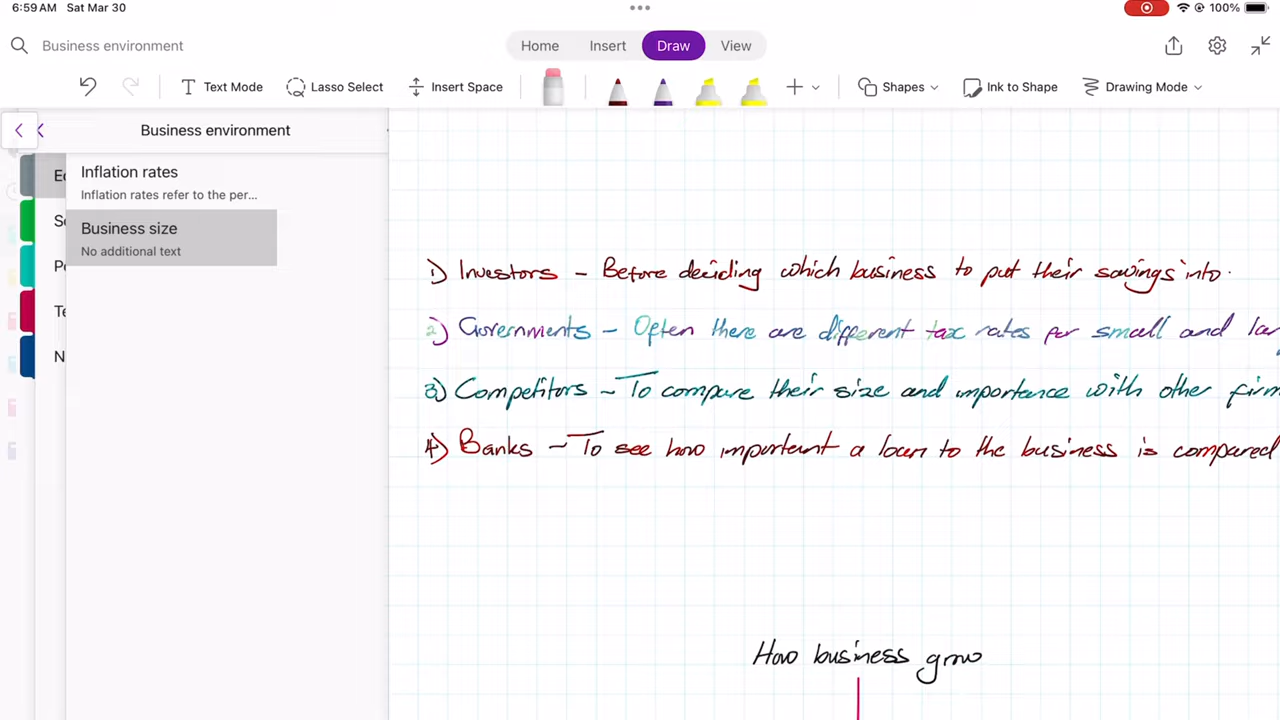 6:59 AM Sat Mar 30
100%
Business environment
Home Insert Draw View
Text Mode Lasso Select Insert Space Shapes Ink to Shape Drawing Mode
Business environment
Inflation rates
Inflation rates refer to the per...
Business size
No additional text
1) Investors - Before deciding which business to put their savings into.
2) Governments - Often there are different tax rates for small and
3) Competitors - To compare their size and importance with other firm
4) Banks - To see how important a loan to the business is compared
How business grow